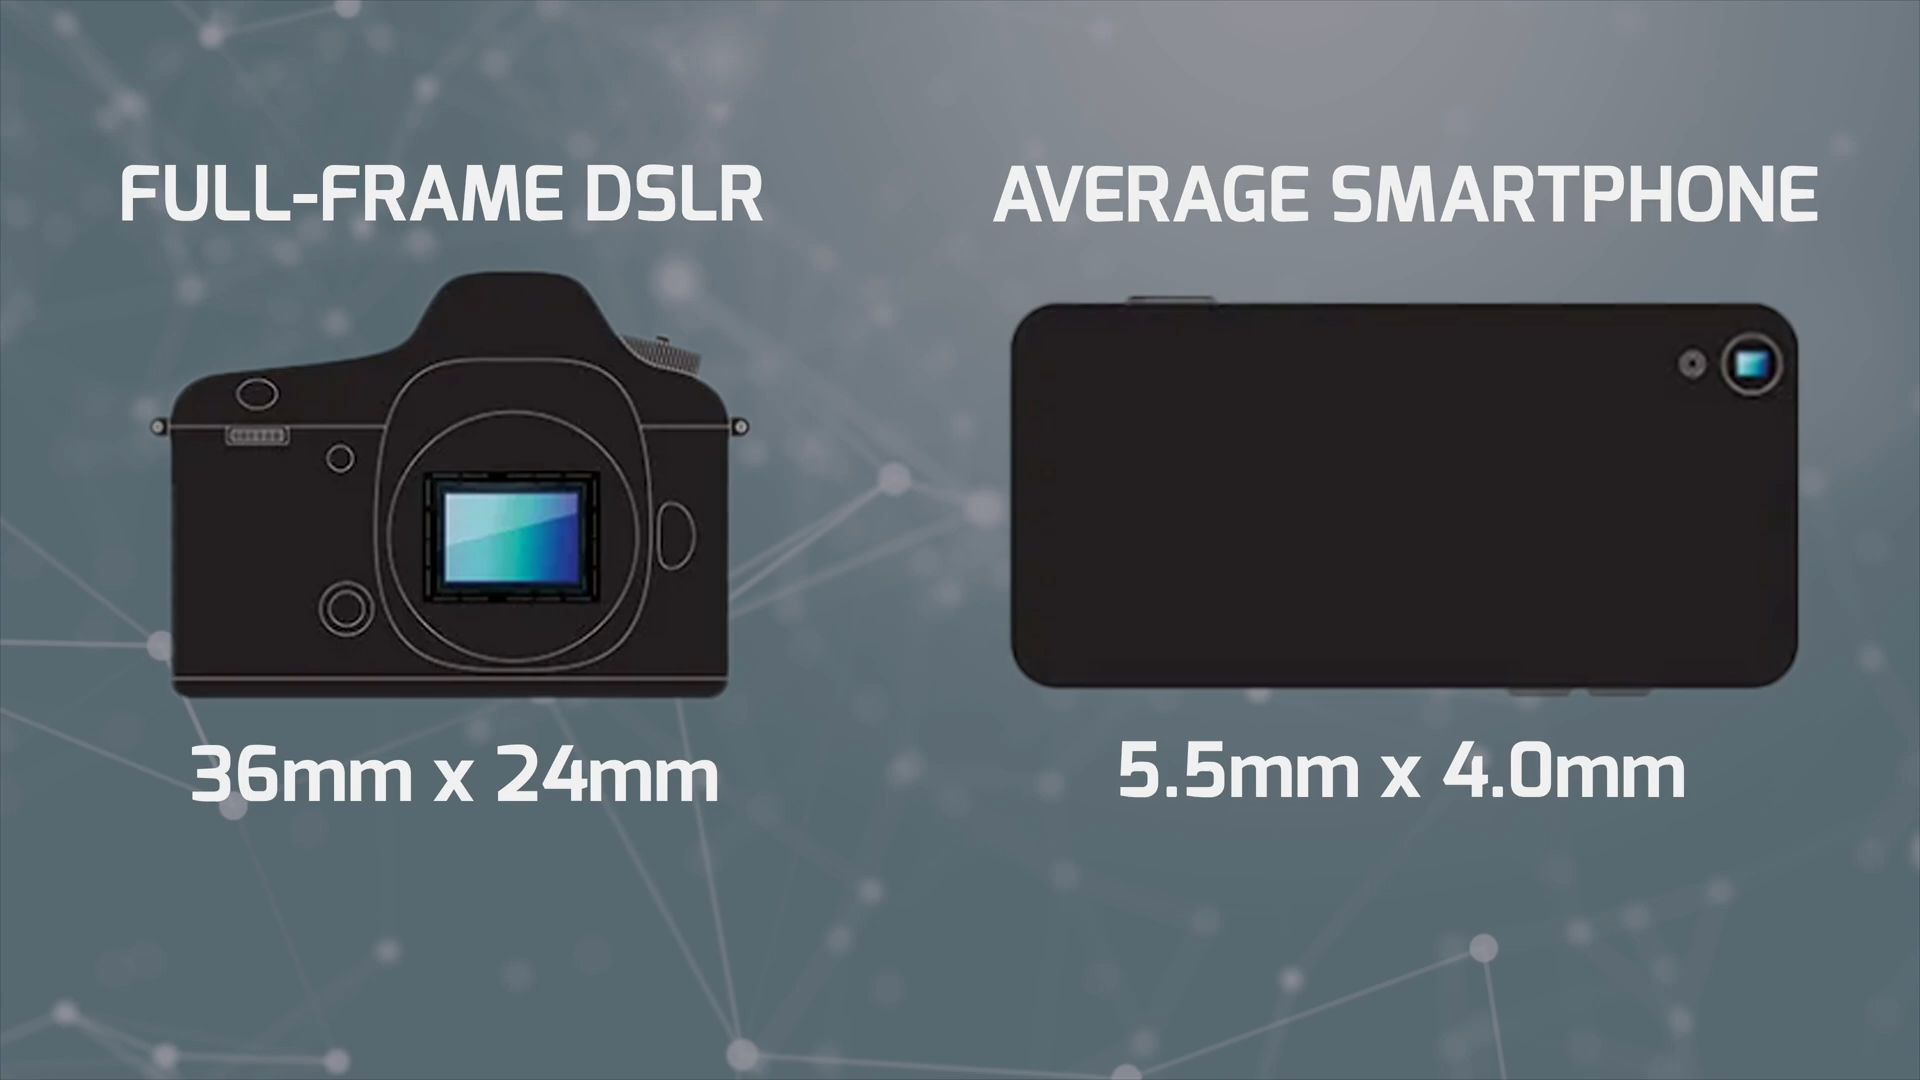 FULL-FRAME DSLR
AVERAGE SMARTPHONE
36mm x 24mm
5.5mm x 4.0mm